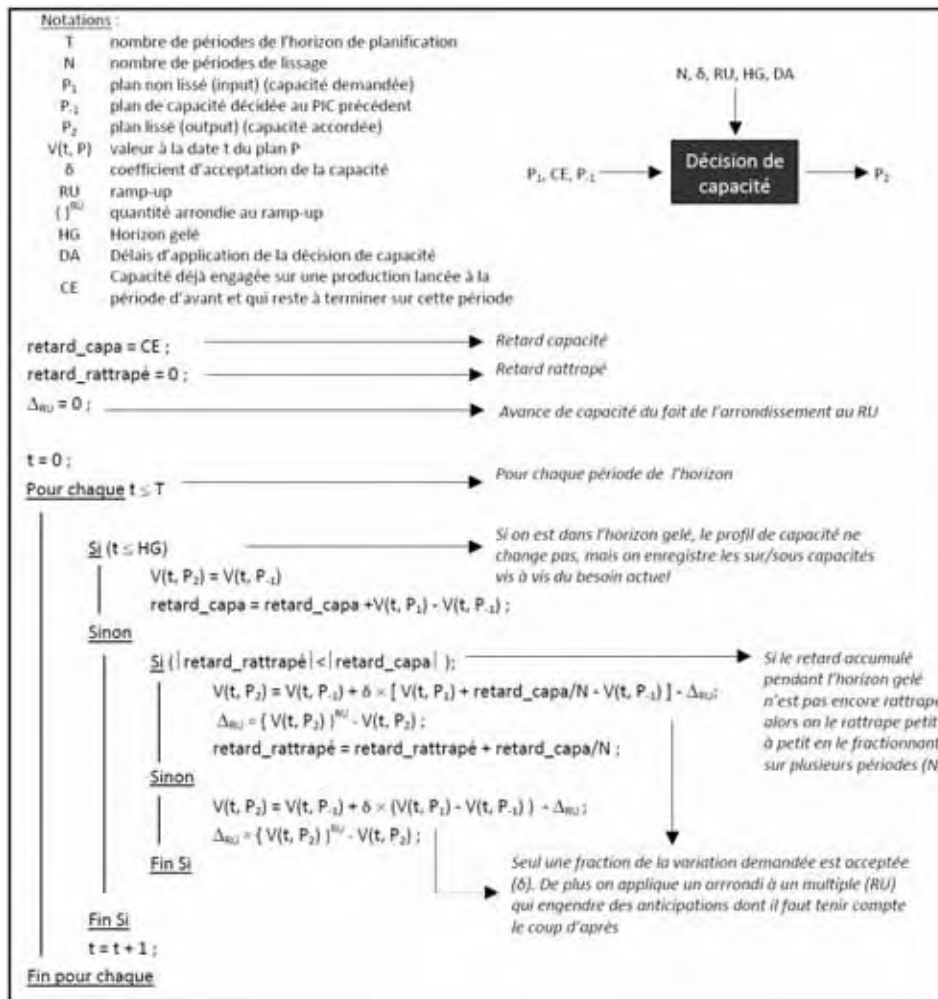 Notations :
T nombre de périodes de l'horizon de planification
N nombre de périodes de lissage
P₁ plan non lissé (input) (capacité demandée)
P₋₁ plan de capacité décidée au PIC précédent
P₂ plan lissé (output) (capacité accordée)
V(t, P) valeur à la date t du plan P
δ coefficient d'acceptation de la capacité
RU ramp-up
{ }ᴿᵁ quantité arrondie au ramp-up
HG Horizon gelé
DA Délais d'application de la décision de capacité
CE Capacité déjà engagée sur une production lancée à la
période d'avant et qui reste à terminer sur cette période
N, δ, RU, HG, DA
P₁, CE, P₋₁
Décision de
capacité
P₂
retard_capa = CE ;
Retard capacité
retard_rattrapé = 0 ;
Retard rattrapé
Δ_RU = 0 ;
Avance de capacité du fait de l'arrondissement au RU
t = 0 ;
Pour chaque t ≤ T
Pour chaque période de l'horizon
Si (t ≤ HG)
Si on est dans l'horizon gelé, le profil de capacité ne
change pas, mais on enregistre les sur/sous capacités
vis à vis du besoin actuel
V(t, P₂) = V(t, P₋₁)
retard_capa = retard_capa +V(t, P₁) - V(t, P₋₁) ;
Sinon
Si (|retard_rattrapé|<|retard_capa| );
Si le retard accumulé
pendant l'horizon gelé
n'est pas encore rattrapé
alors on le rattrape petit
à petit en le fractionnant
sur plusieurs périodes (N
V(t, P₂) = V(t, P₋₁) + δ × [ V(t, P₁) + retard_capa/N - V(t, P₋₁) ] - Δ_RU;
Δ_RU = { V(t, P₂) }ᴿᵁ - V(t, P₂) ;
retard_rattrapé = retard_rattrapé + retard_capa/N ;
Sinon
V(t, P₂) = V(t, P₋₁) + δ × (V(t, P₁) - V(t, P₋₁) ) - Δ_RU ;
Δ_RU = { V(t, P₂) }ᴿᵁ - V(t, P₂) ;
Fin Si
Seul une fraction de la variation demandée est acceptée
(δ). De plus on applique un arrrondi à un multiple (RU)
qui engendre des anticipations dont il faut tenir compte
le coup d'après
Fin Si
t = t + 1 ;
Fin pour chaque